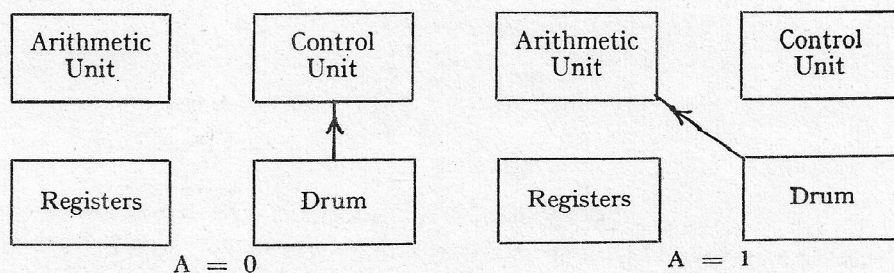 Arithmetic
Unit
Control
Unit
Registers
Drum
A = 0
Arithmetic
Unit
Control
Unit
Registers
Drum
A = 1